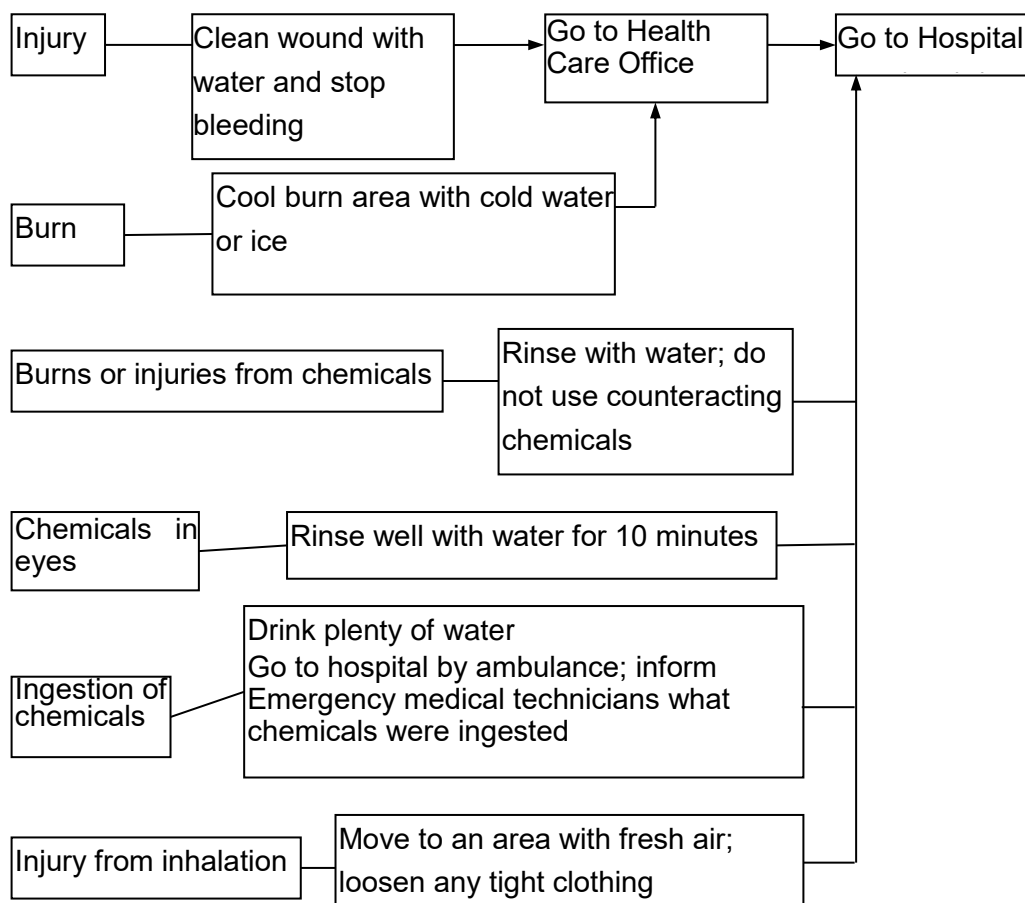 Injury
Clean wound with
water and stop
bleeding
Go to Health
Care Office
Go to Hospital
Burn
Cool burn area with cold water
or ice
Burns or injuries from chemicals
Rinse with water; do
not use counteracting
chemicals
Chemicals in
eyes
Rinse well with water for 10 minutes
Ingestion of
chemicals
Drink plenty of water
Go to hospital by ambulance; inform
Emergency medical technicians what
chemicals were ingested
Injury from inhalation
Move to an area with fresh air;
loosen any tight clothing